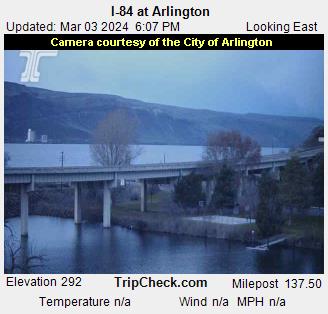 I-84 at Arlington
Updated: Mar 03 2024 6:07 PM Looking East
Camera courtesy of the City of Arlington
Elevation 292 TripCheck.com Milepost 137.50
Temperature n/a Wind n/a MPH n/a